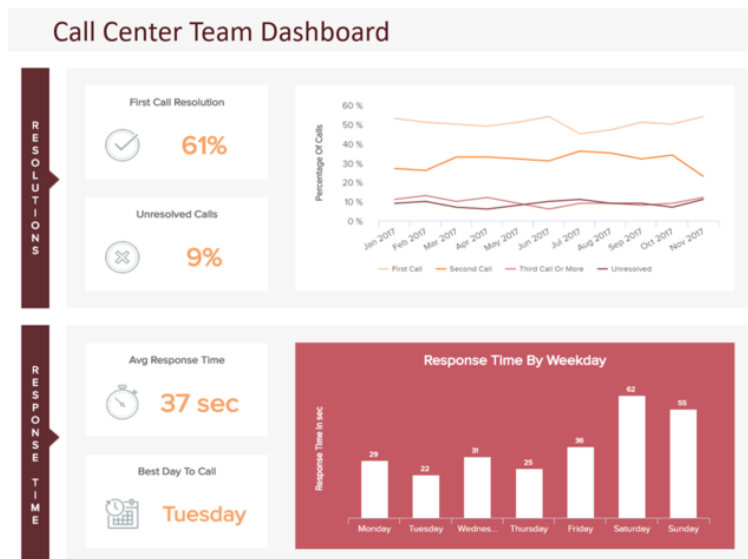 Call Center Team Dashboard
RESOLUTIONS
First Call Resolution
61%
Unresolved Calls
9%
Percentage Of Calls
60 %
50 %
40 %
30 %
20 %
10 %
0 %
Jan 2017 Feb 2017 Mar 2017 Apr 2017 May 2017 Jun 2017 Jul 2017 Aug 2017 Sep 2017 Oct 2017 Nov 2017
First Call Second Call Third Call Or More Unresolved
RESPONSE TIME
Avg Response Time
37 sec
Best Day To Call
Tuesday
Response Time By Weekday
Response Time In sec
29 22 31 25 36 62 55
Monday Tuesday Wednes... Thursday Friday Saturday Sunday